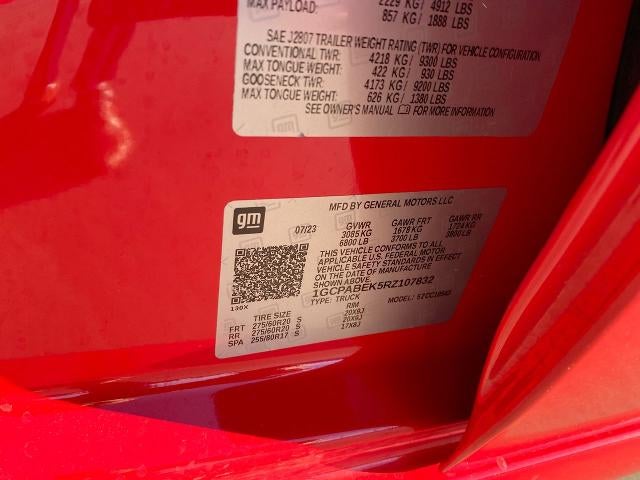 MAX PAYLOAD: 2229 KG / 4912 LBS
857 KG / 1888 LBS
SAE J2807 TRAILER WEIGHT RATING (TWR) FOR VEHICLE CONFIGURATION
CONVENTIONAL TWR: 4218 KG / 9300 LBS
MAX TONGUE WEIGHT: 422 KG / 930 LBS
GOOSENECK TWR: 4173 KG / 9200 LBS
MAX TONGUE WEIGHT: 626 KG / 1380 LBS
SEE OWNER'S MANUAL FOR MORE INFORMATION
gm
MFD BY GENERAL MOTORS LLC
07/23 GVWR GAWR FRT GAWR RR
3085 KG 1678 KG 1724 KG
6800 LB 3700 LB 3800 LB
THIS VEHICLE CONFORMS TO ALL
APPLICABLE U.S. FEDERAL MOTOR
VEHICLE SAFETY STANDARDS IN EFFECT
ON THE DATE OF MANUFACTURE
SHOWN ABOVE.
1GCPABEK5RZ107832
TYPE: TRUCK MODEL:
130X
TIRE SIZE RIM
FRT 275/60R20 S 20X9J
RR 275/60R20 S 20X9J
SPA 255/80R17 S 17X8J